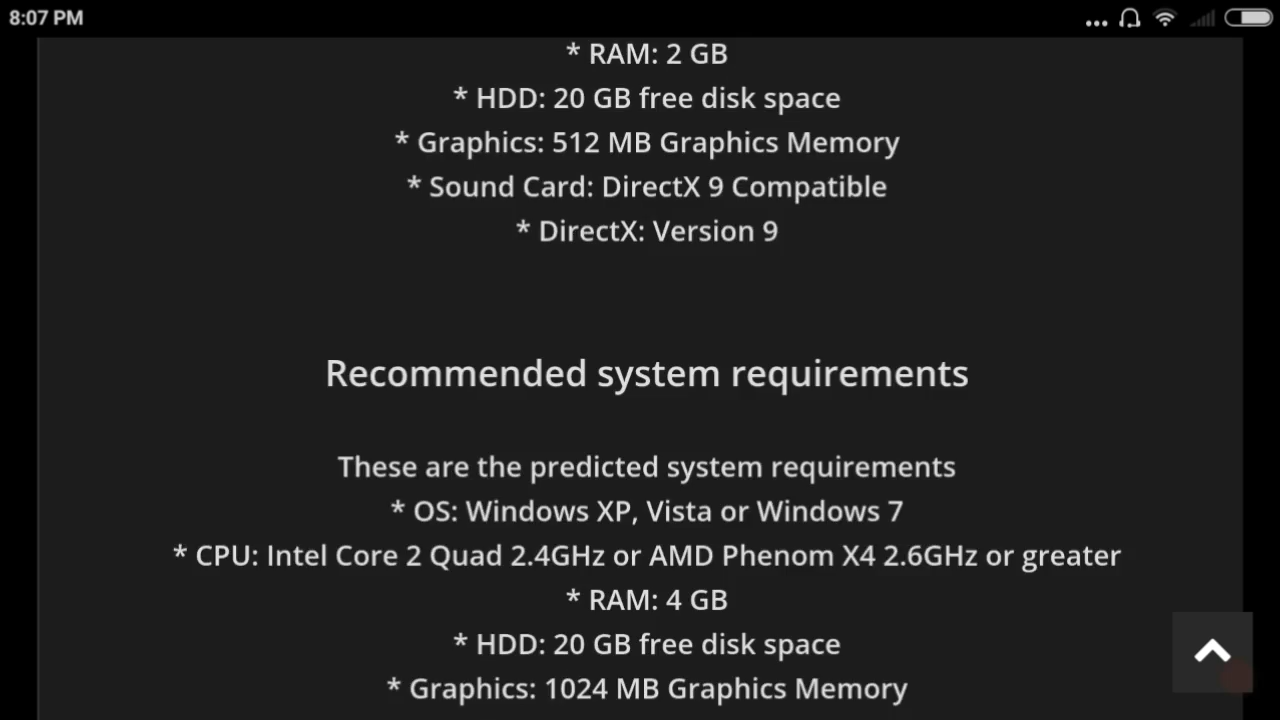 8:07 PM
* RAM: 2 GB
* HDD: 20 GB free disk space
* Graphics: 512 MB Graphics Memory
* Sound Card: DirectX 9 Compatible
* DirectX: Version 9
Recommended system requirements
These are the predicted system requirements
* OS: Windows XP, Vista or Windows 7
* CPU: Intel Core 2 Quad 2.4GHz or AMD Phenom X4 2.6GHz or greater
* RAM: 4 GB
* HDD: 20 GB free disk space
* Graphics: 1024 MB Graphics Memory